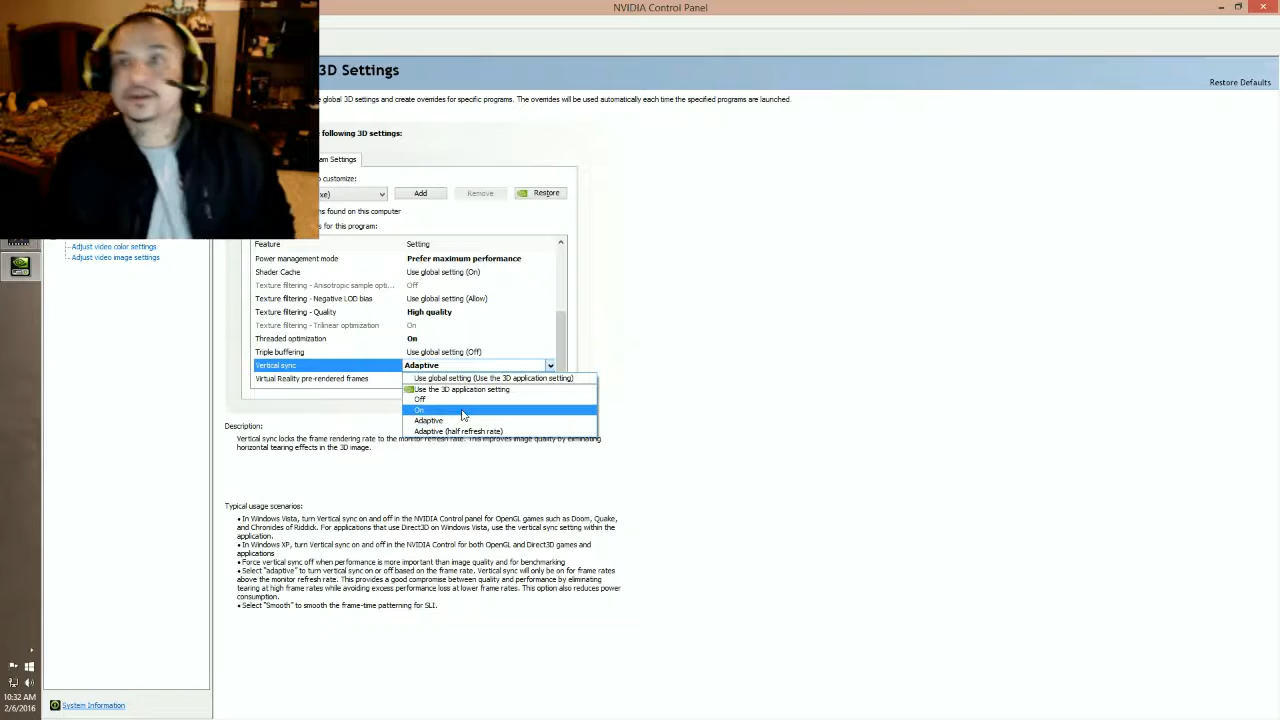 NVIDIA Control Panel
3D Settings
Restore Defaults
global 3D settings and create overrides for specific programs. The overrides will be used automatically each time the specified programs are launched.
following 3D settings:
am Settings
o customize:
xe)
Add
Remove
Restore
ns found on this computer
s for this program:
Adjust video color settings
Adjust video image settings
Feature Setting
Power management mode Prefer maximum performance
Shader Cache Use global setting (On)
Texture filtering - Anisotropic sample opti... Off
Texture filtering - Negative LOD bias Use global setting (Allow)
Texture filtering - Quality High quality
Texture filtering - Trilinear optimization On
Threaded optimization On
Triple buffering Use global setting (Off)
Vertical sync Adaptive
Virtual Reality pre-rendered frames
Use global setting (Use the 3D application setting)
Use the 3D application setting
Off
On
Adaptive
Adaptive (half refresh rate)
Description:
Vertical sync locks the frame rendering rate to the monitor refresh rate. This improves image quality by eliminating
horizontal tearing effects in the 3D image.
Typical usage scenarios:
• In Windows Vista, turn Vertical sync on and off in the NVIDIA Control panel for OpenGL games such as Doom, Quake,
and Chronides of Riddick. For applications that use Direct3D on Windows Vista, use the vertical sync setting within the
application.
• In Windows XP, turn Vertical sync on and off in the NVIDIA Control for both OpenGL and Direct3D games and
applications
• Force vertical sync off when performance is more important than image quality and for benchmarking
• Select "adaptive" to turn vertical sync on or off based on the frame rate. Vertical sync will only be on for frame rates
above the monitor refresh rate. This provides a good compromise between quality and performance by eliminating
tearing at high frame rates while avoiding excess performance loss at lower frame rates. This option also reduces power
consumption.
• Select "Smooth" to smooth the frame-time patterning for SLI.
10:32 AM
2/6/2016
System Information